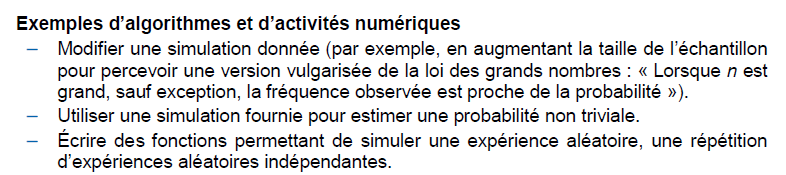 Exemples d’algorithmes et d’activités numériques
– Modifier une simulation donnée (par exemple, en augmentant la taille de l’échantillon
pour percevoir une version vulgarisée de la loi des grands nombres : « Lorsque n est
grand, sauf exception, la fréquence observée est proche de la probabilité »).
– Utiliser une simulation fournie pour estimer une probabilité non triviale.
– Écrire des fonctions permettant de simuler une expérience aléatoire, une répétition
d’expériences aléatoires indépendantes.